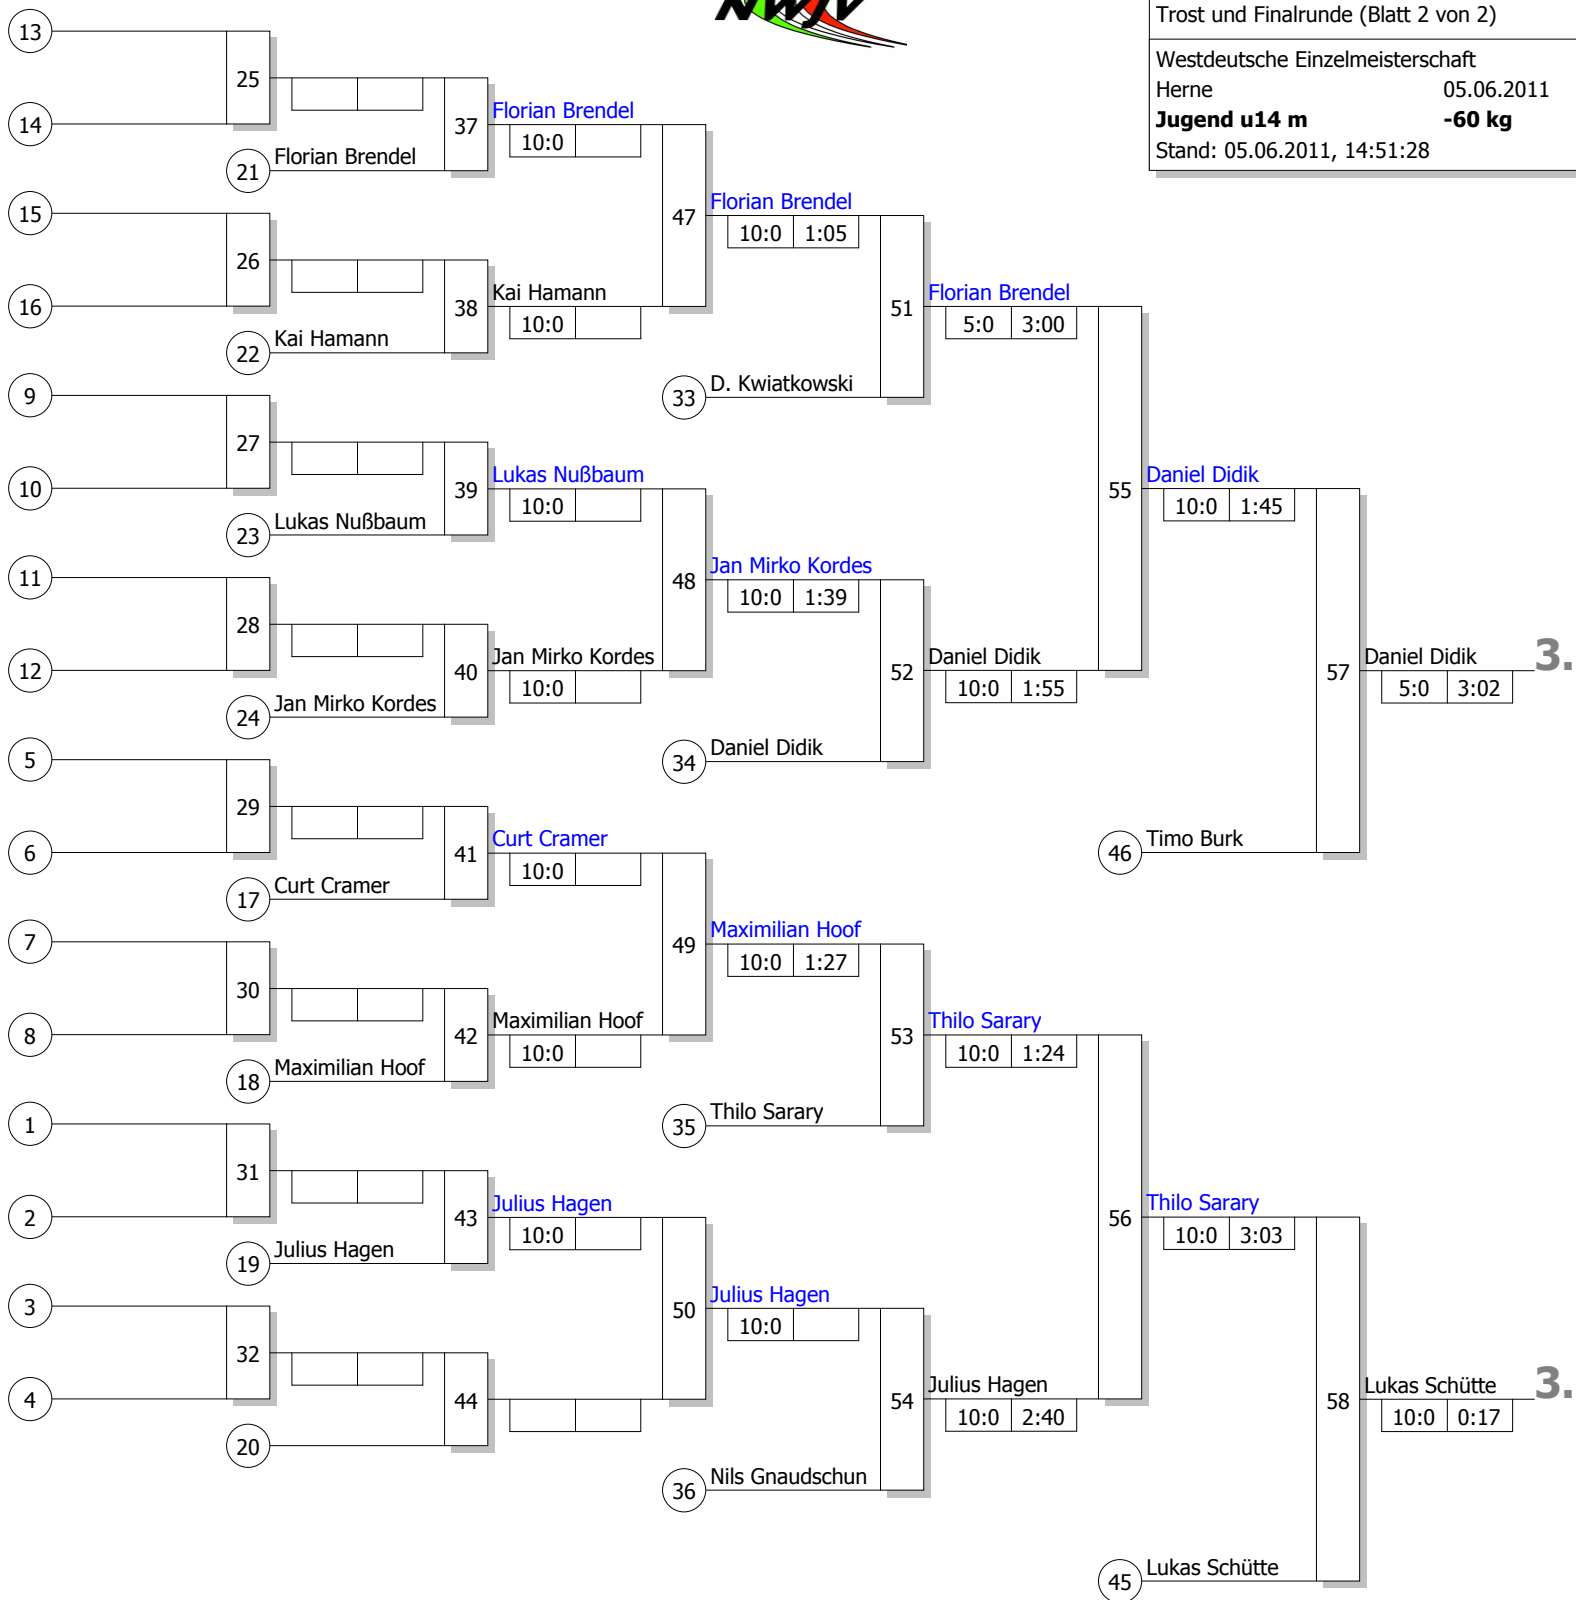 NWJV
Trost und Finalrunde (Blatt 2 von 2)
Westdeutsche Einzelmeisterschaft
Herne 05.06.2011
Jugend u14 m -60 kg
Stand: 05.06.2011, 14:51:28
13
25
14
37
Florian Brendel
10:0
21 Florian Brendel
15
47
Florian Brendel
10:0 1:05
26
16
38
Kai Hamann
10:0
22 Kai Hamann
51
Florian Brendel
5:0 3:00
9
33 D. Kwiatkowski
27
10
39
Lukas Nußbaum
10:0
23 Lukas Nußbaum
55
Daniel Didik
10:0 1:45
11
48
Jan Mirko Kordes
10:0 1:39
28
12
40
Jan Mirko Kordes
10:0
24 Jan Mirko Kordes
52
Daniel Didik
10:0 1:55
57
Daniel Didik
5:0 3:02
3.
5
34 Daniel Didik
29
6
41
Curt Cramer
10:0
17 Curt Cramer
46 Timo Burk
7
49
Maximilian Hoof
10:0 1:27
30
8
42
Maximilian Hoof
10:0
18 Maximilian Hoof
53
Thilo Sarary
10:0 1:24
1
35 Thilo Sarary
31
2
43
Julius Hagen
10:0
19 Julius Hagen
56
Thilo Sarary
10:0 3:03
3
50
Julius Hagen
10:0
32
4
44
20
54
Julius Hagen
10:0 2:40
58
Lukas Schütte
10:0 0:17
3.
36 Nils Gnaudschun
45 Lukas Schütte